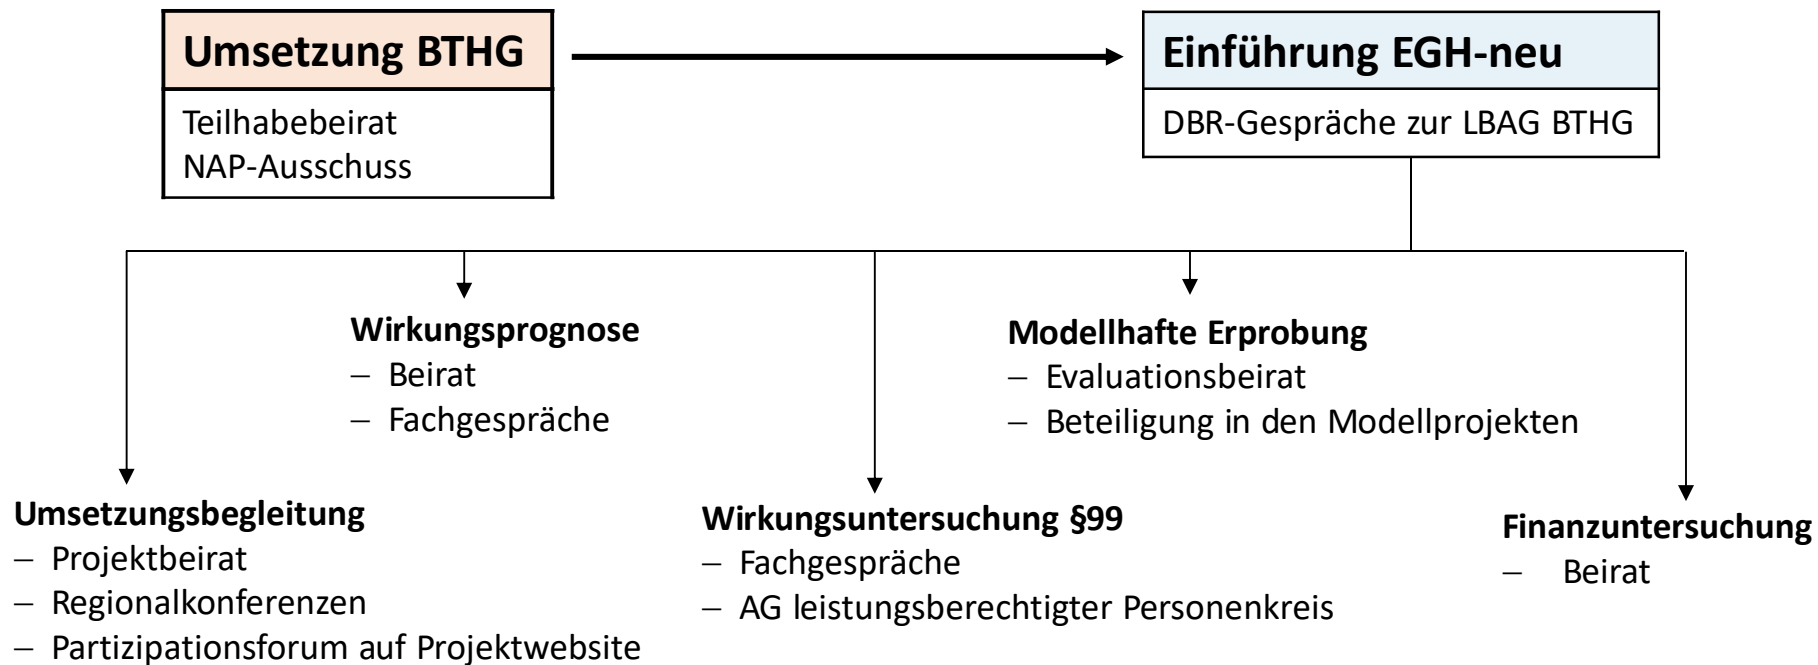 Umsetzung BTHG
Teilhabebeirat
NAP-Ausschuss
Einführung EGH-neu
DBR-Gespräche zur LBAG BTHG
Wirkungsprognose
– Beirat
– Fachgespräche
Modellhafte Erprobung
– Evaluationsbeirat
– Beteiligung in den Modellprojekten
Umsetzungsbegleitung
– Projektbeirat
– Regionalkonferenzen
– Partizipationsforum auf Projektwebsite
Wirkungsuntersuchung §99
– Fachgespräche
– AG leistungsberechtigter Personenkreis
Finanzuntersuchung
– Beirat